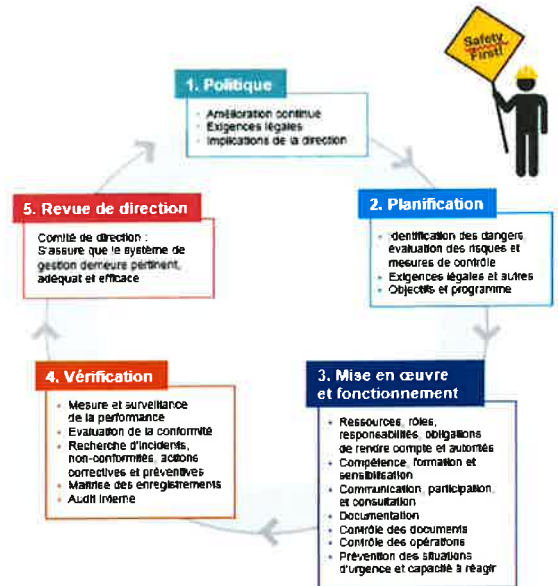 Safety
First!
1. Politique
Amélioration continue
Exigences légales
Implications de la direction
2. Planification
Identification des dangers,
évaluation des risques et
mesures de contrôle
Exigences légales et autres
Objectifs et programme
3. Mise en œuvre
et fonctionnement
Ressources, rôles,
responsabilités, obligations
de rendre compte et autorités
Compétence, formation et
sensibilisation
Communication, participation,
et consultation
Documentation
Contrôle des documents
Contrôle des opérations
Prévention des situations
d'urgence et capacité à réagir
4. Vérification
Mesure et surveillance
de la performance
Evaluation de la conformité
Recherche d'incidents,
non-conformités, actions
correctives et préventives
Maîtrise des enregistrements
Audit interne
5. Revue de direction
Comité de direction :
S'assure que le système de
gestion demeure pertinent,
adéquat et efficace